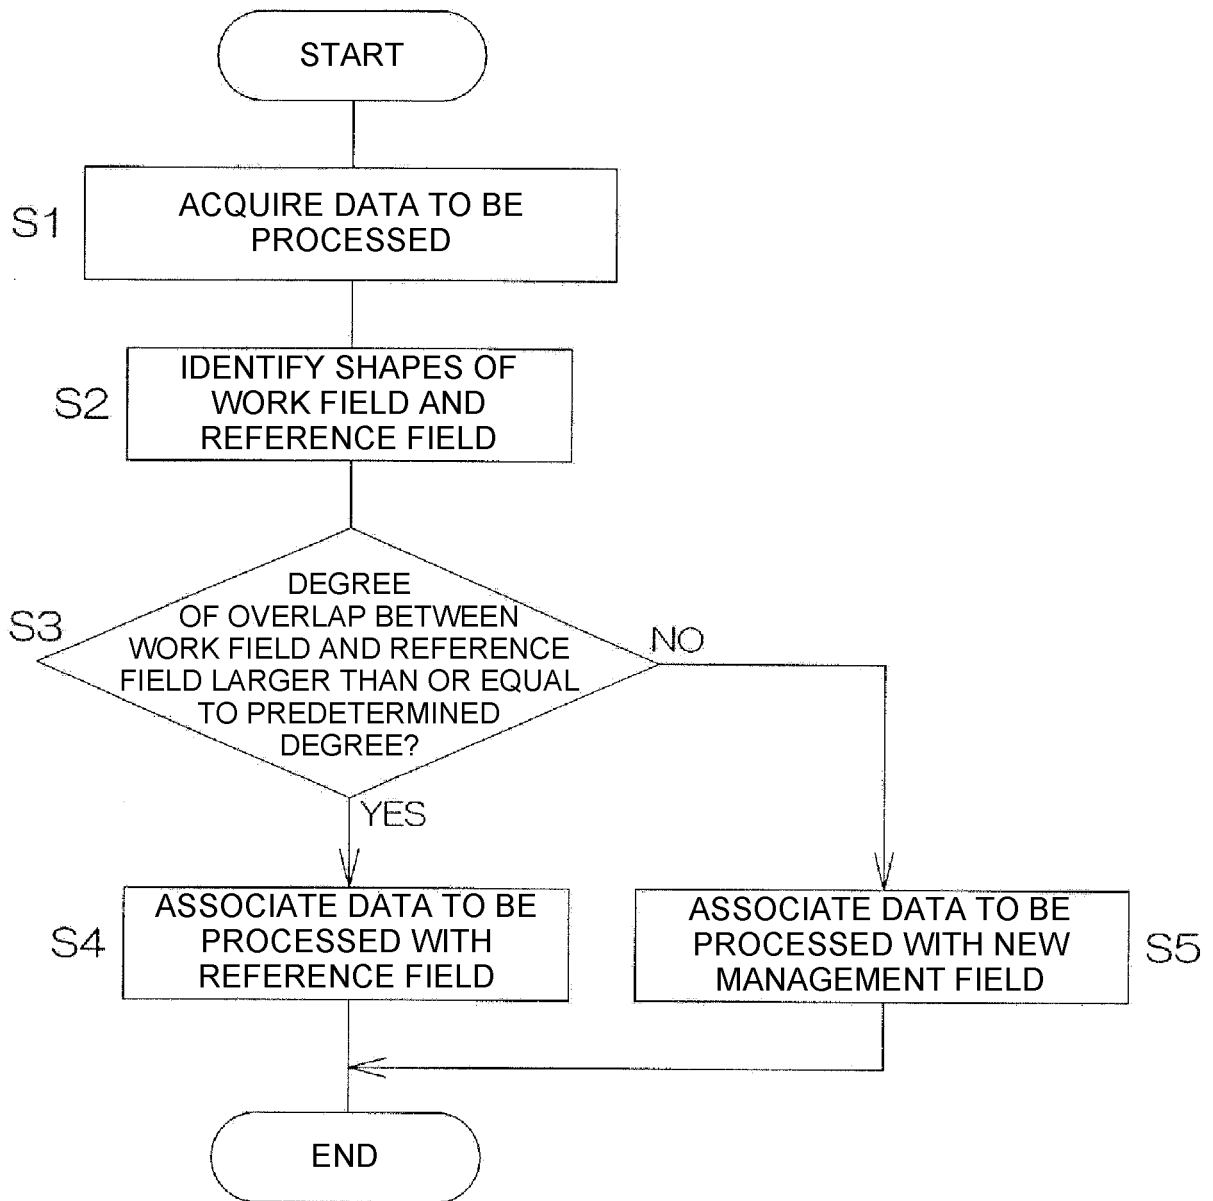 START
S1
ACQUIRE DATA TO BE
PROCESSED
S2
IDENTIFY SHAPES OF
WORK FIELD AND
REFERENCE FIELD
S3
DEGREE
OF OVERLAP BETWEEN
WORK FIELD AND REFERENCE
FIELD LARGER THAN OR EQUAL
TO PREDETERMINED
DEGREE?
NO
YES
S4
ASSOCIATE DATA TO BE
PROCESSED WITH
REFERENCE FIELD
ASSOCIATE DATA TO BE
PROCESSED WITH NEW
MANAGEMENT FIELD
S5
END